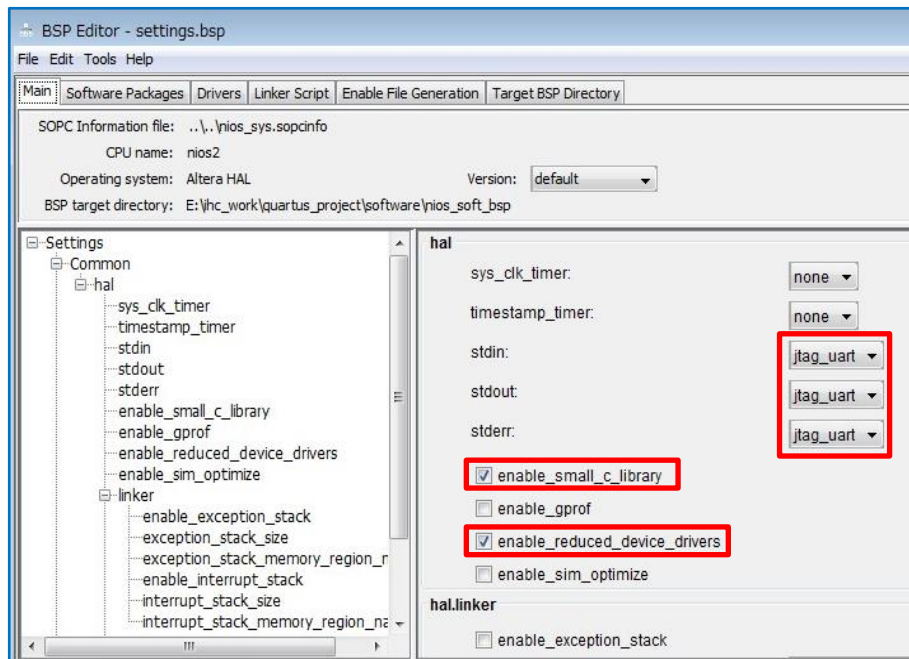 BSP Editor - settings.bsp
File Edit Tools Help
Main Software Packages Drivers Linker Script Enable File Generation Target BSP Directory
SOPC Information file: ..\..\nios_sys.sopcinfo
CPU name: nios2
Operating system: Altera HAL Version: default
BSP target directory: E:\ihc_work\quartus_project\software\nios_soft_bsp
Settings
Common
hal
sys_clk_timer
timestamp_timer
stdin
stdout
stderr
enable_small_c_library
enable_gprof
enable_reduced_device_drivers
enable_sim_optimize
linker
enable_exception_stack
exception_stack_size
exception_stack_memory_region_n
enable_interrupt_stack
interrupt_stack_size
interrupt_stack_memory_region_na
hal
sys_clk_timer: none
timestamp_timer: none
stdin: jtag_uart
stdout: jtag_uart
stderr: jtag_uart
enable_small_c_library
enable_gprof
enable_reduced_device_drivers
enable_sim_optimize
hal.linker
enable_exception_stack